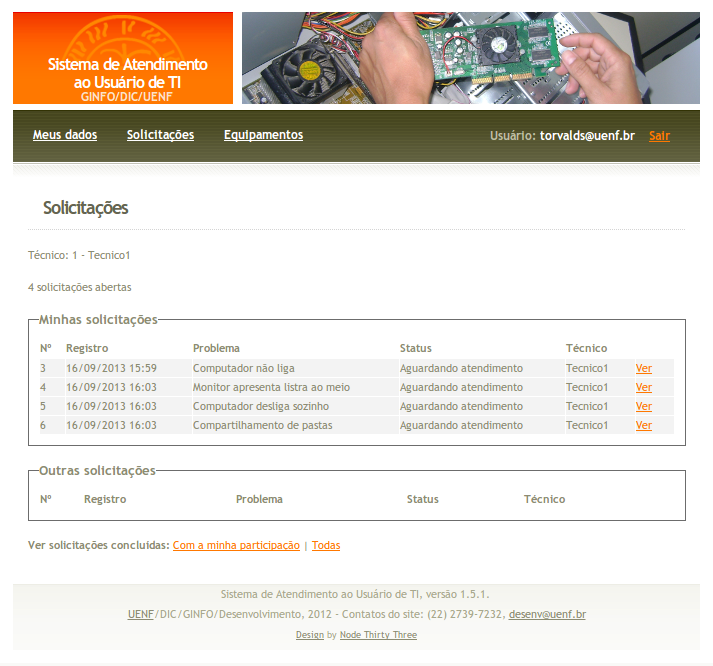 Sistema de Atendimento
ao Usuário de TI
GINFO/DIC/UENF
Meus dados Solicitações Equipamentos Usuário: torvalds@uenf.br Sair
Solicitações
Técnico: 1 - Tecnico1
4 solicitações abertas
Minhas solicitações
Nº Registro Problema Status Técnico
3 16/09/2013 15:59 Computador não liga Aguardando atendimento Tecnico1 Ver
4 16/09/2013 16:03 Monitor apresenta listra ao meio Aguardando atendimento Tecnico1 Ver
5 16/09/2013 16:03 Computador desliga sozinho Aguardando atendimento Tecnico1 Ver
6 16/09/2013 16:03 Compartilhamento de pastas Aguardando atendimento Tecnico1 Ver
Outras solicitações
Nº Registro Problema Status Técnico
Ver solicitações concluidas: Com a minha participação | Todas
Sistema de Atendimento ao Usuário de TI, versão 1.5.1.
UENF/DIC/GINFO/Desenvolvimento, 2012 - Contatos do site: (22) 2739-7232, desenv@uenf.br
Design by Node Thirty Three